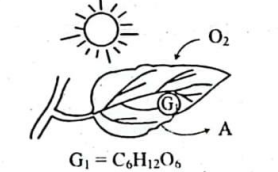 O₂
G₁
A
G₁ = C₆H₁₂O₆